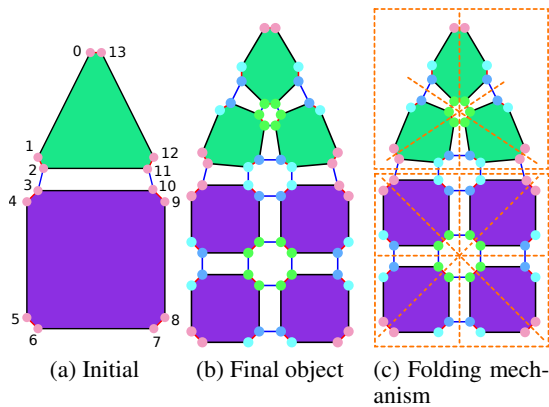 0 13
1 12
2 11
3 10
4 9
5 8
6 7
(a) Initial
(b) Final object
(c) Folding mech-
anism